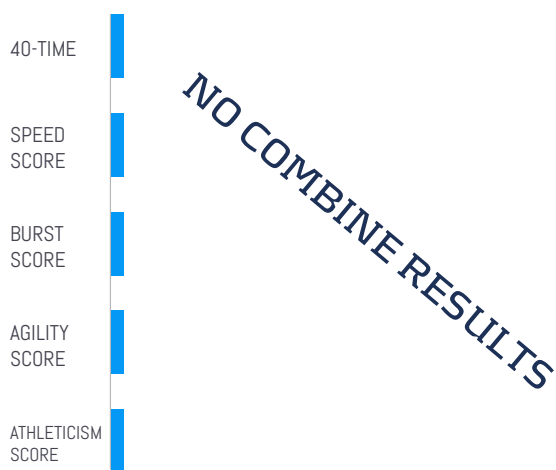 40-TIME
NO COMBINE RESULTS
SPEED
SCORE
BURST
SCORE
AGILITY
SCORE
ATHLETICISM
SCORE